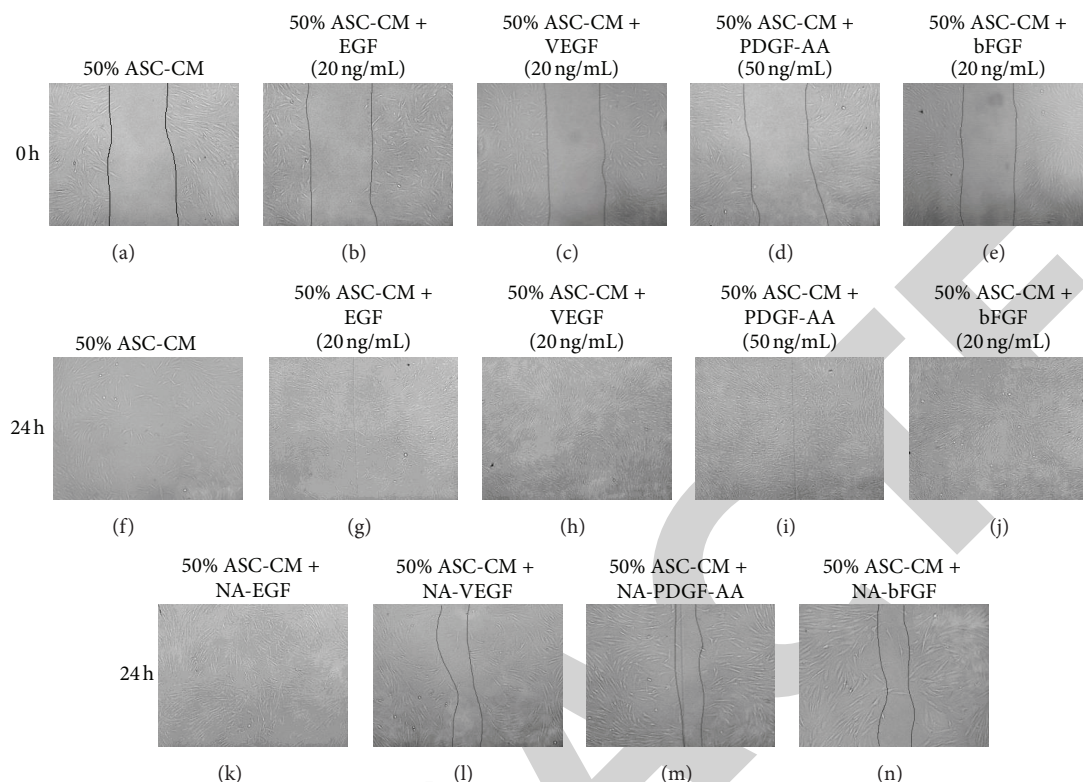 50% ASC-CM
50% ASC-CM +
EGF
(20 ng/mL)
50% ASC-CM +
VEGF
(20 ng/mL)
50% ASC-CM +
PDGF-AA
(50 ng/mL)
50% ASC-CM +
bFGF
(20 ng/mL)
0 h
(a)
(b)
(c)
(d)
(e)
50% ASC-CM
50% ASC-CM +
EGF
(20 ng/mL)
50% ASC-CM +
VEGF
(20 ng/mL)
50% ASC-CM +
PDGF-AA
(50 ng/mL)
50% ASC-CM +
bFGF
(20 ng/mL)
24 h
(f)
(g)
(h)
(i)
(j)
50% ASC-CM +
NA-EGF
50% ASC-CM +
NA-VEGF
50% ASC-CM +
NA-PDGF-AA
50% ASC-CM +
NA-bFGF
24 h
(k)
(l)
(m)
(n)